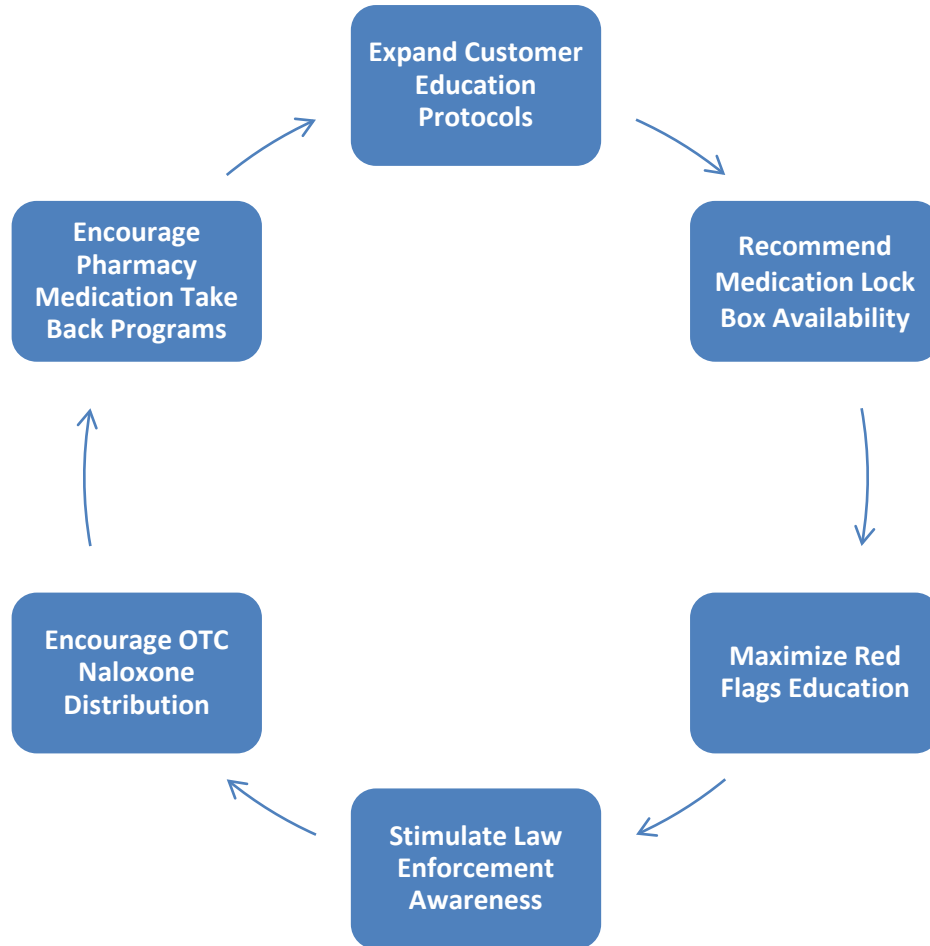 Expand Customer
Education
Protocols
Recommend
Medication Lock
Box Availability
Maximize Red
Flags Education
Stimulate Law
Enforcement
Awareness
Encourage OTC
Naloxone
Distribution
Encourage
Pharmacy
Medication Take
Back Programs